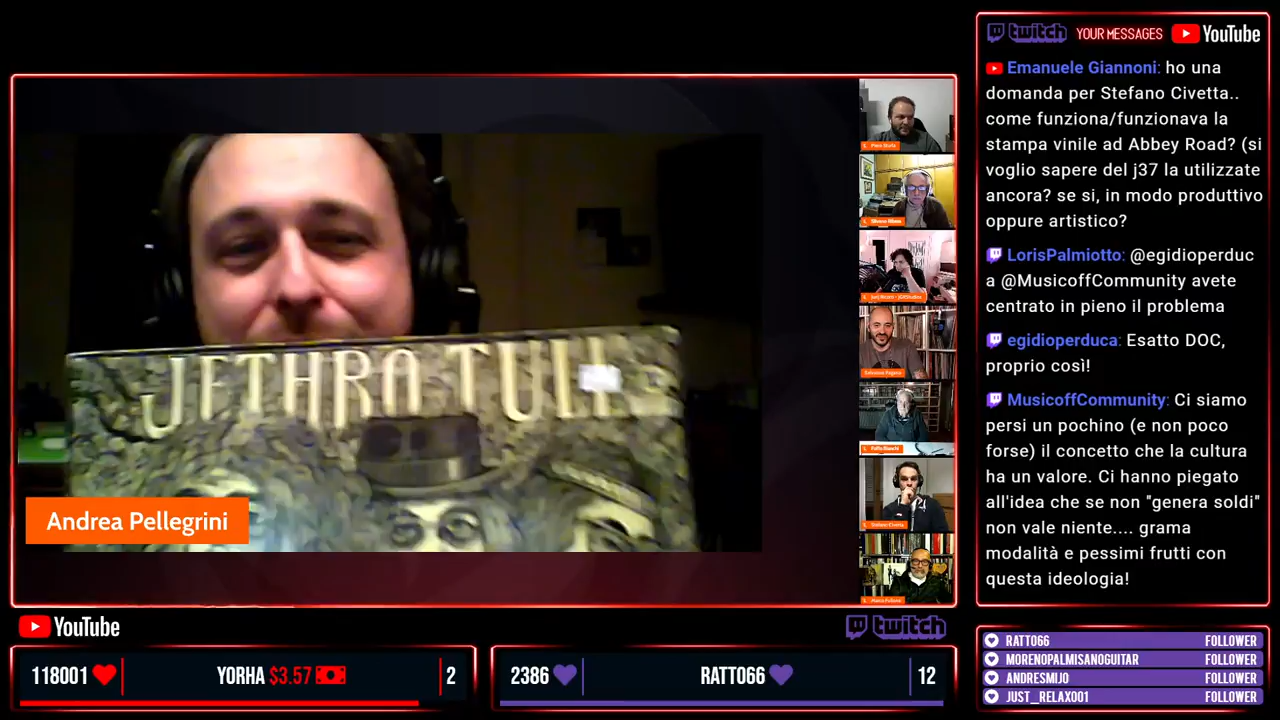 JETHRO TULL
Andrea Pellegrini
twitch YOUR MESSAGES YouTube
Emanuele Giannoni: ho una
domanda per Stefano Civetta..
come funziona/funzionava la
stampa vinile ad Abbey Road? (si
voglio sapere del j37 la utilizzate
ancora? se si, in modo produttivo
oppure artistico?
LorisPalmiotto: @egidioperduc
a @MusicoffCommunity avete
centrato in pieno il problema
egidioperduca: Esatto DOC,
proprio così!
MusicoffCommunity: Ci siamo
persi un pochino (e non poco
forse) il concetto che la cultura
ha un valore. Ci hanno piegato
all'idea che se non "genera soldi"
non vale niente.... grama
modalità e pessimi frutti con
questa ideologia!
YouTube
twitch
118001 YORHA $3.57 2
2386 RATTO66 12
RATTO66 FOLLOWER
MORENOPALMISANOGUITAR FOLLOWER
ANDRESMIJO FOLLOWER
JUST_RELAX001 FOLLOWER